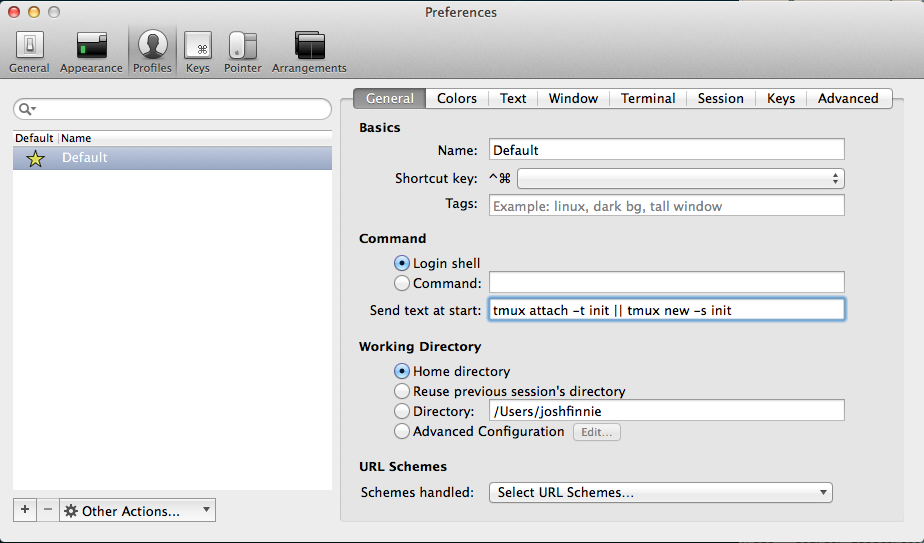 Preferences
General Appearance Profiles Keys Pointer Arrangements
Default Name
Default
General Colors Text Window Terminal Session Keys Advanced
Basics
Name: Default
Shortcut key: ^⌘
Tags: Example: linux, dark bg, tall window
Command
Login shell
Command:
Send text at start: tmux attach -t init || tmux new -s init
Working Directory
Home directory
Reuse previous session's directory
Directory: /Users/joshfinnie
Advanced Configuration Edit...
URL Schemes
Schemes handled: Select URL Schemes...
+ − Other Actions...